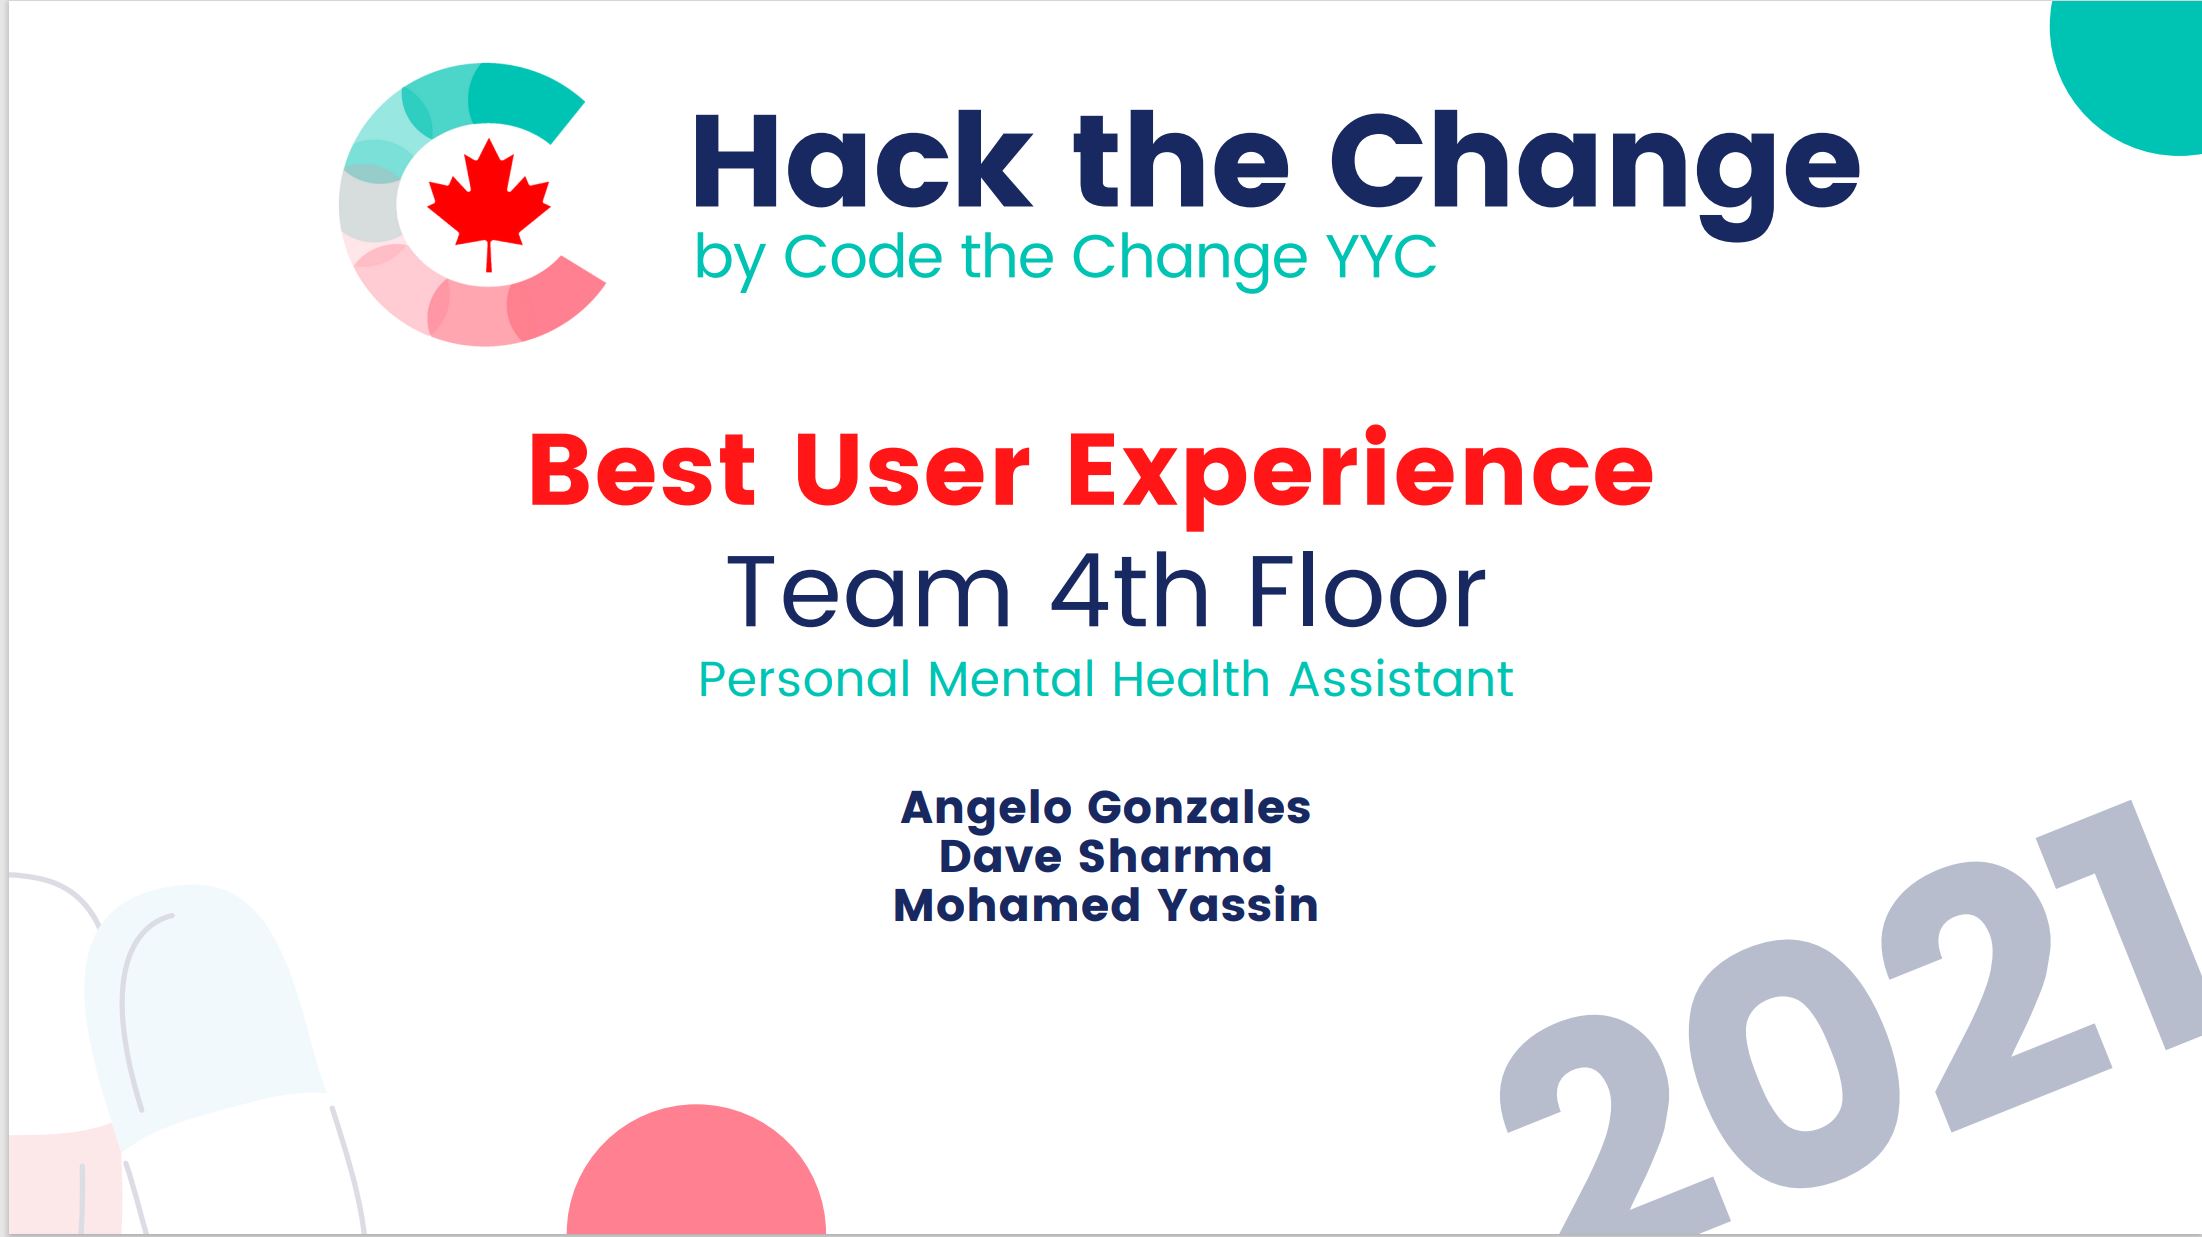 Hack the Change
by Code the Change YYC
Best User Experience
Team 4th Floor
Personal Mental Health Assistant
Angelo Gonzales
Dave Sharma
Mohamed Yassin
2021